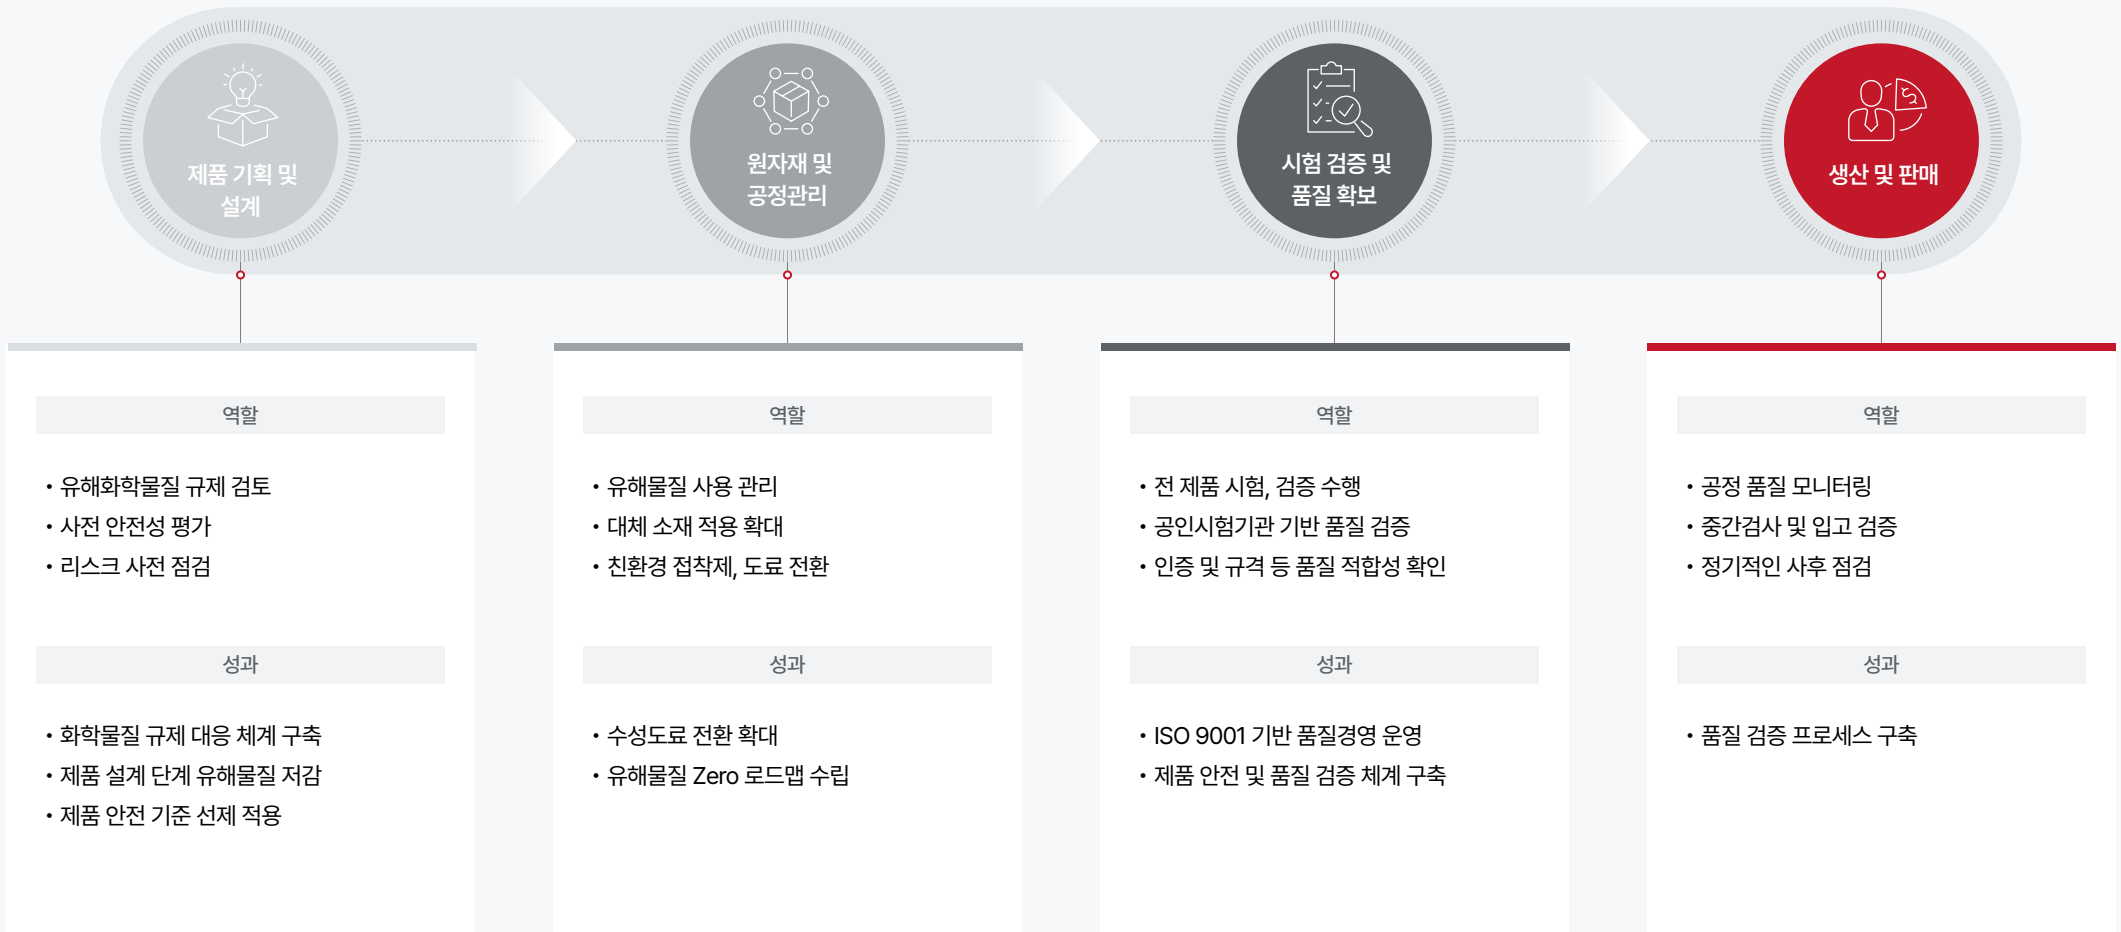 제품 기획 및
설계
원자재 및
공정관리
시험 검증 및
품질 확보
생산 및 판매
역할
• 유해화학물질 규제 검토
• 사전 안전성 평가
• 리스크 사전 점검
성과
• 화학물질 규제 대응 체계 구축
• 제품 설계 단계 유해물질 저감
• 제품 안전 기준 선제 적용
역할
• 유해물질 사용 관리
• 대체 소재 적용 확대
• 친환경 접착제, 도료 전환
성과
• 수성도료 전환 확대
• 유해물질 Zero 로드맵 수립
역할
• 전 제품 시험, 검증 수행
• 공인시험기관 기반 품질 검증
• 인증 및 규격 등 품질 적합성 확인
성과
• ISO 9001 기반 품질경영 운영
• 제품 안전 및 품질 검증 체계 구축
역할
• 공정 품질 모니터링
• 중간검사 및 입고 검증
• 정기적인 사후 점검
성과
• 품질 검증 프로세스 구축